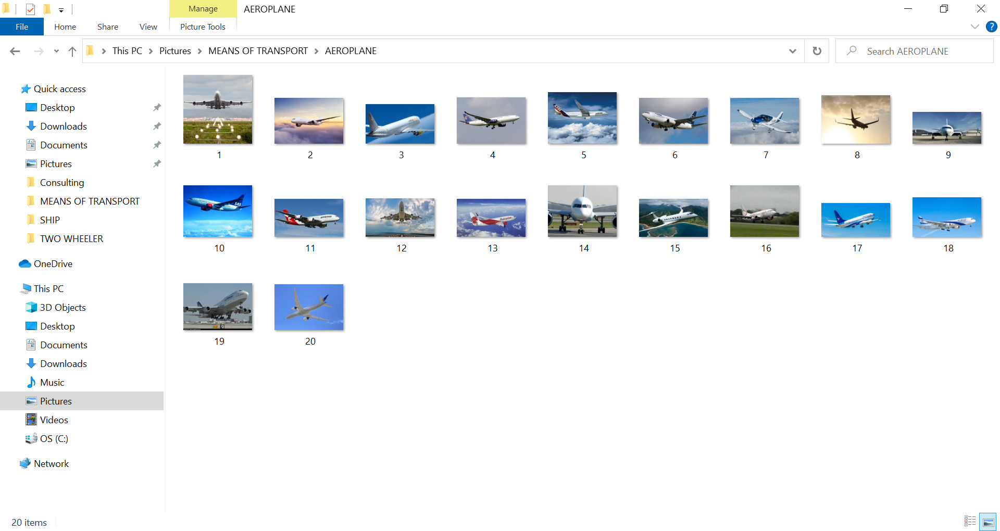 Manage
AEROPLANE
File
Home
Share
View
Picture Tools
?
This PC
Pictures
MEANS OF TRANSPORT
AEROPLANE
Search AEROPLANE
Quick access
Desktop
Downloads
Documents
Pictures
Consulting
MEANS OF TRANSPORT
SHIP
TWO WHEELER
OneDrive
This PC
3D Objects
Desktop
Documents
Downloads
Music
Pictures
Videos
OS (C:)
Network
1
2
3
4
5
6
7
8
9
SAS
QANTAS
10
11
12
13
14
15
16
17
18
19
20
20 items